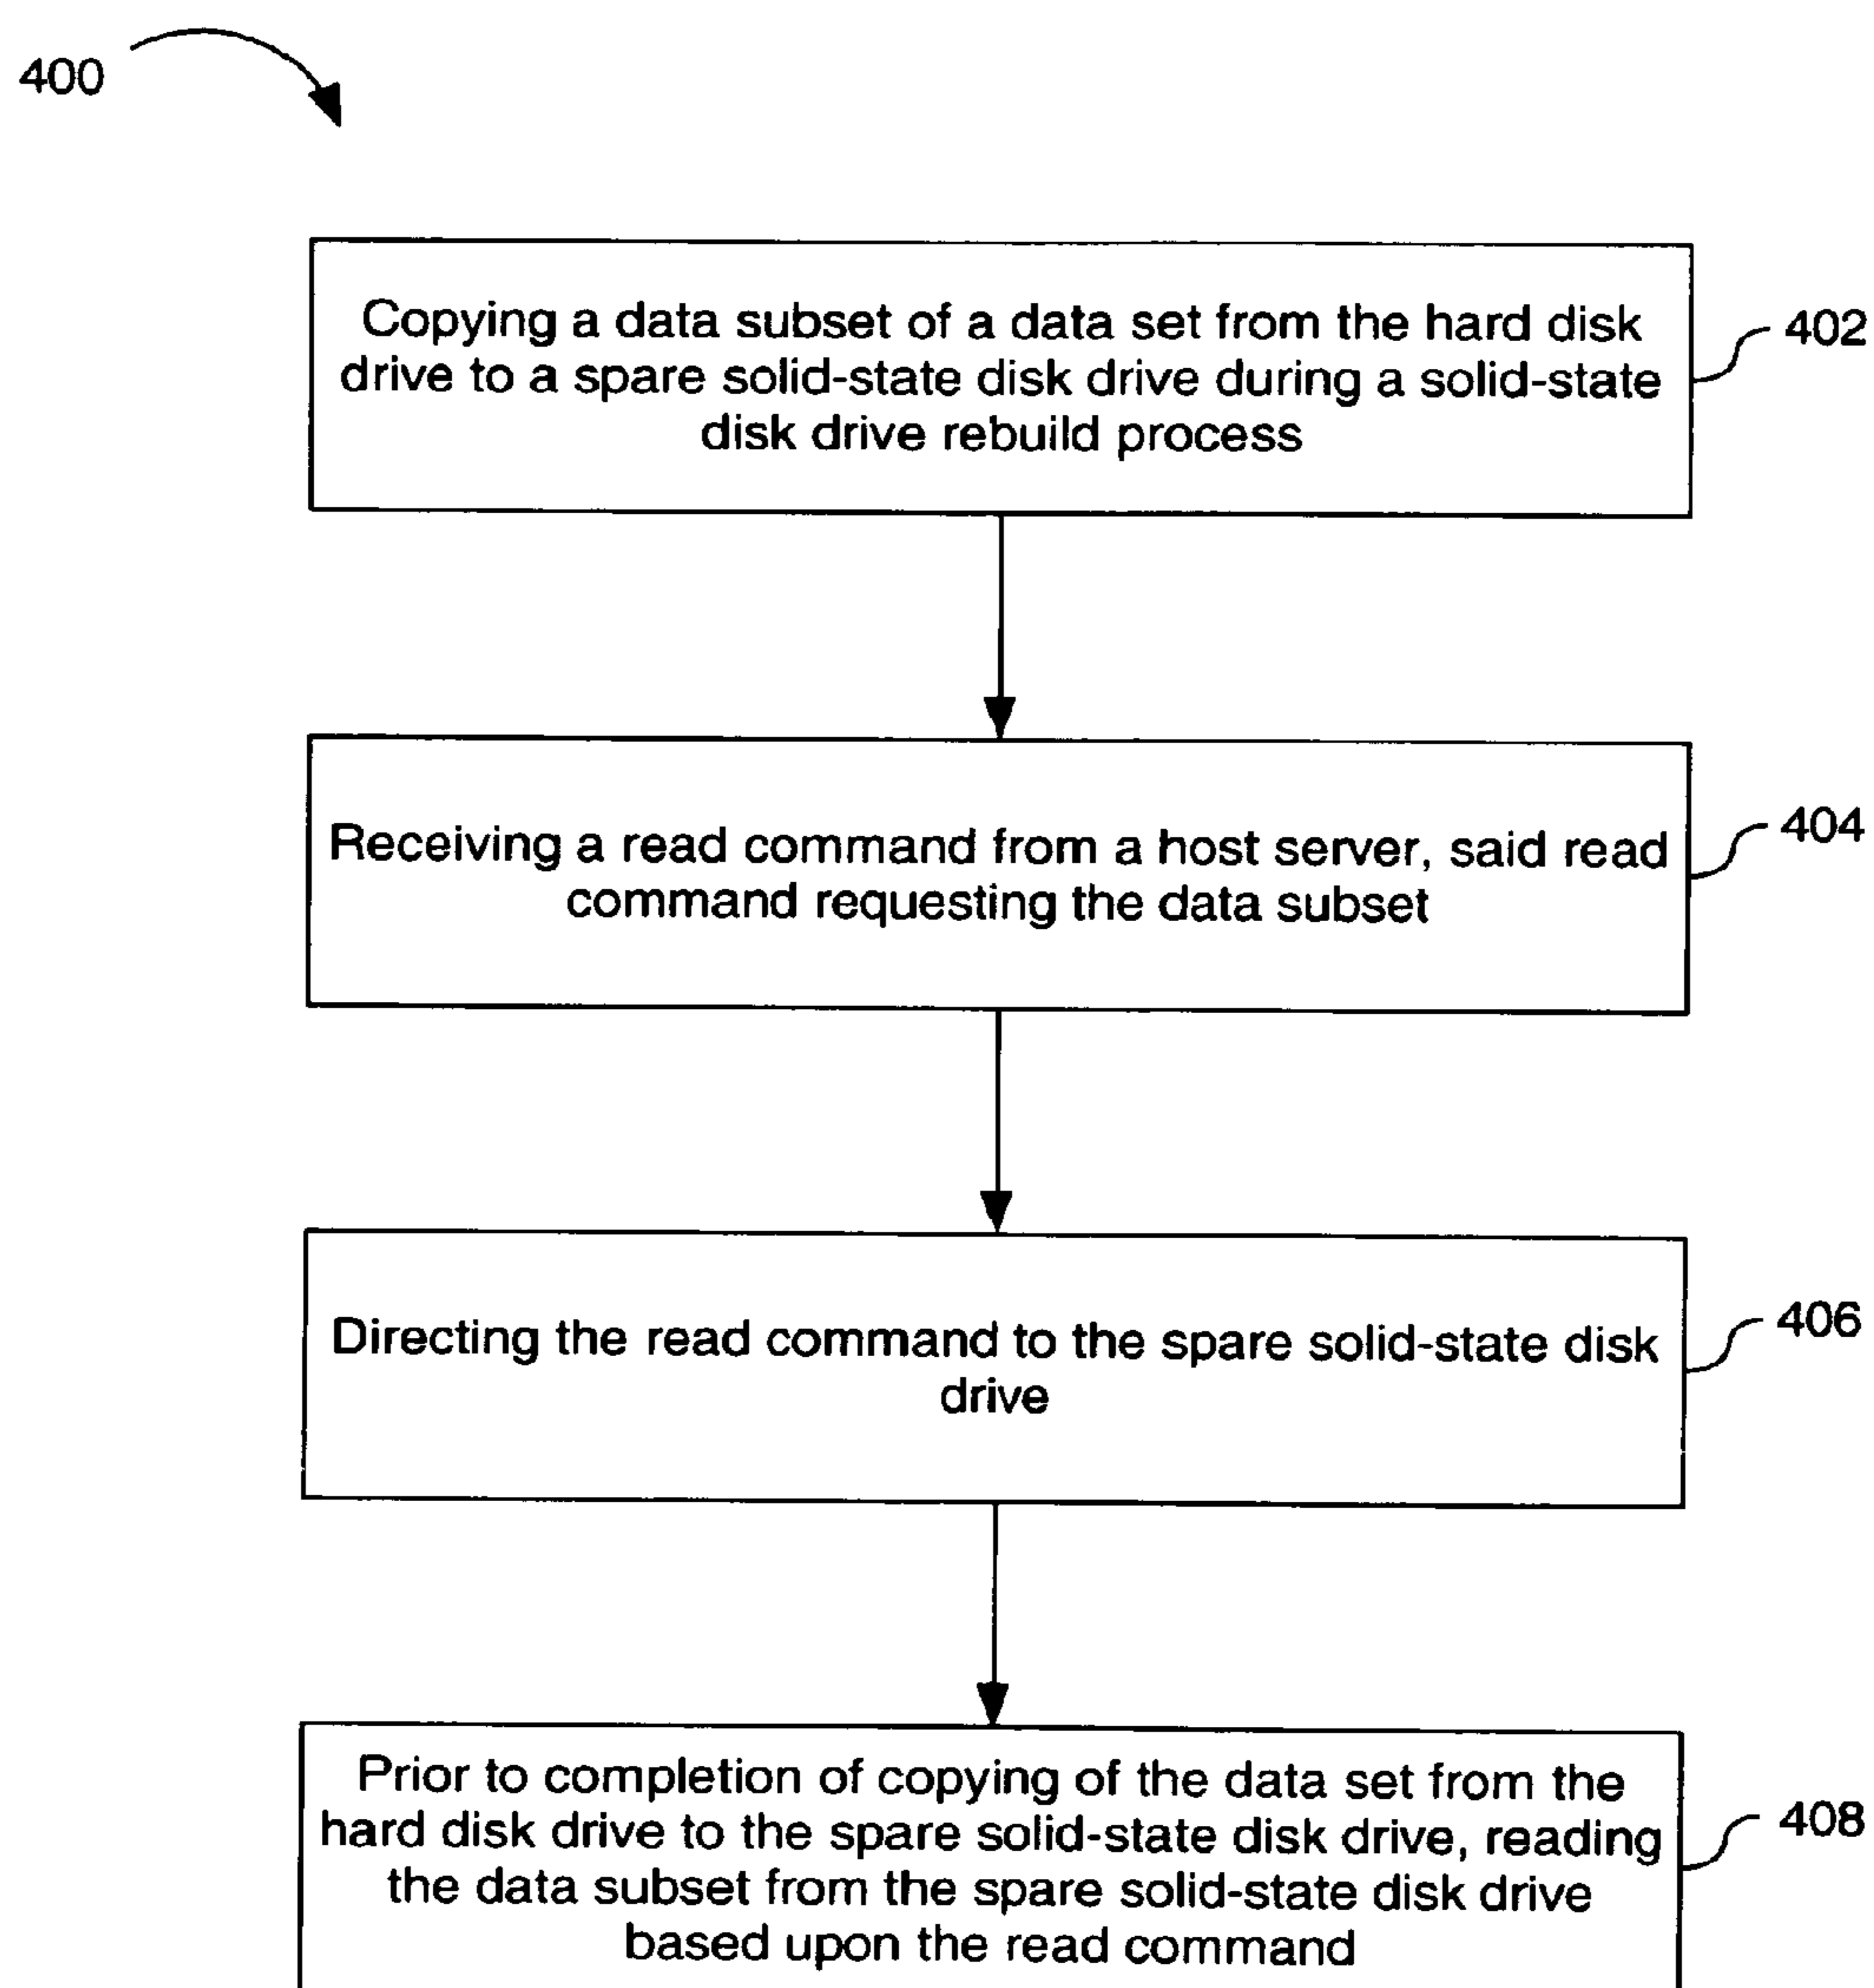 400
Copying a data subset of a data set from the hard disk
drive to a spare solid-state disk drive during a solid-state
disk drive rebuild process
402
Receiving a read command from a host server, said read
command requesting the data subset
404
Directing the read command to the spare solid-state disk
drive
406
Prior to completion of copying of the data set from the
hard disk drive to the spare solid-state disk drive, reading
the data subset from the spare solid-state disk drive
based upon the read command
408